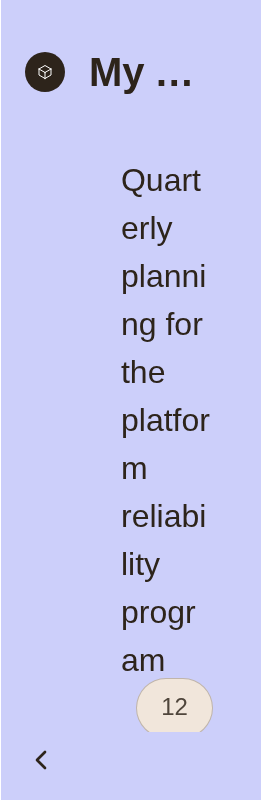 My …
Quart
erly
planni
ng for
the
platfor
m
reliabi
lity
progr
am
12